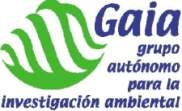 Gaia
grupo
autónomo
para la
investigación ambiental